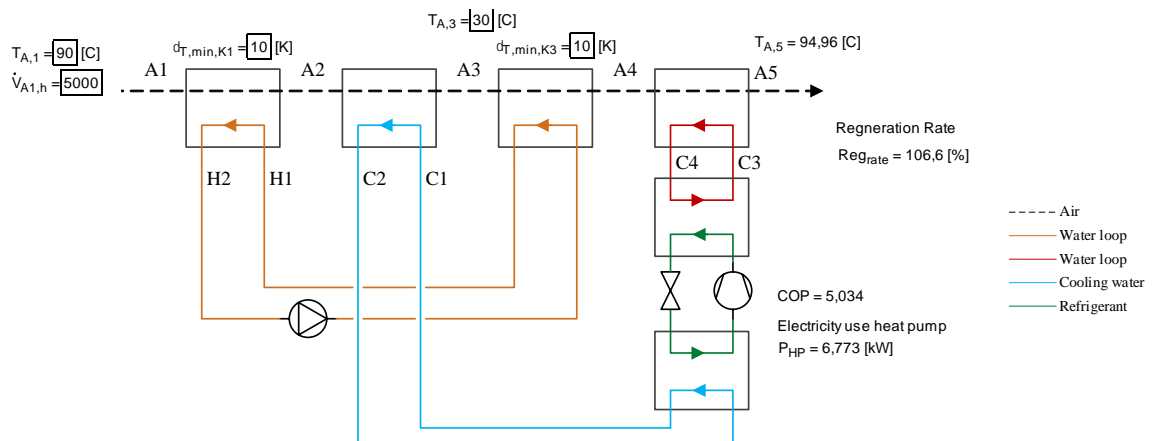 T_A,3 = 30 [C]
T_A,1 = 90 [C]
d_T,min,K1 = 10 [K]
d_T,min,K3 = 10 [K]
T_A,5 = 94,96 [C]
V̇_A1,h = 5000
A1
A2
A3
A4
A5
Regneration Rate
Reg_rate = 106,6 [%]
H2
H1
C2
C1
C4
C3
Air
Water loop
Water loop
Cooling water
Refrigerant
COP = 5,034
Electricity use heat pump
P_HP = 6,773 [kW]